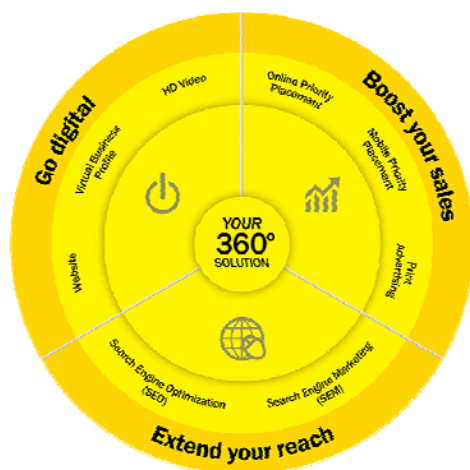 Go digital
HD Video
Virtual Business
Profile
Website
Boost your sales
Online Priority
Placement
Mobile Priority
Placement
Print
Advertising
Extend your reach
Search Engine Optimization
(SEO)
Search Engine Marketing
(SEM)
YOUR
360°
SOLUTION